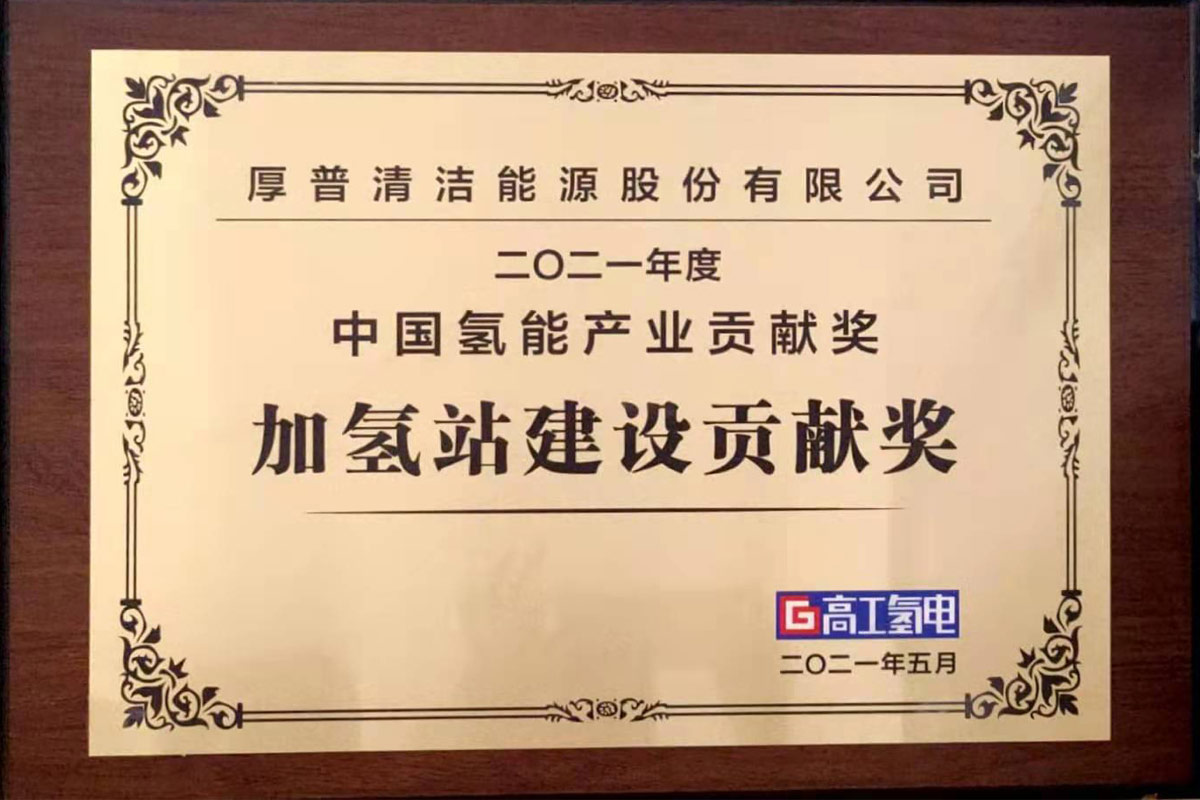 厚普清洁能源股份有限公司
二〇二一年度
中国氢能产业贡献奖
加氢站建设贡献奖
G高工氢电
二〇二一年五月